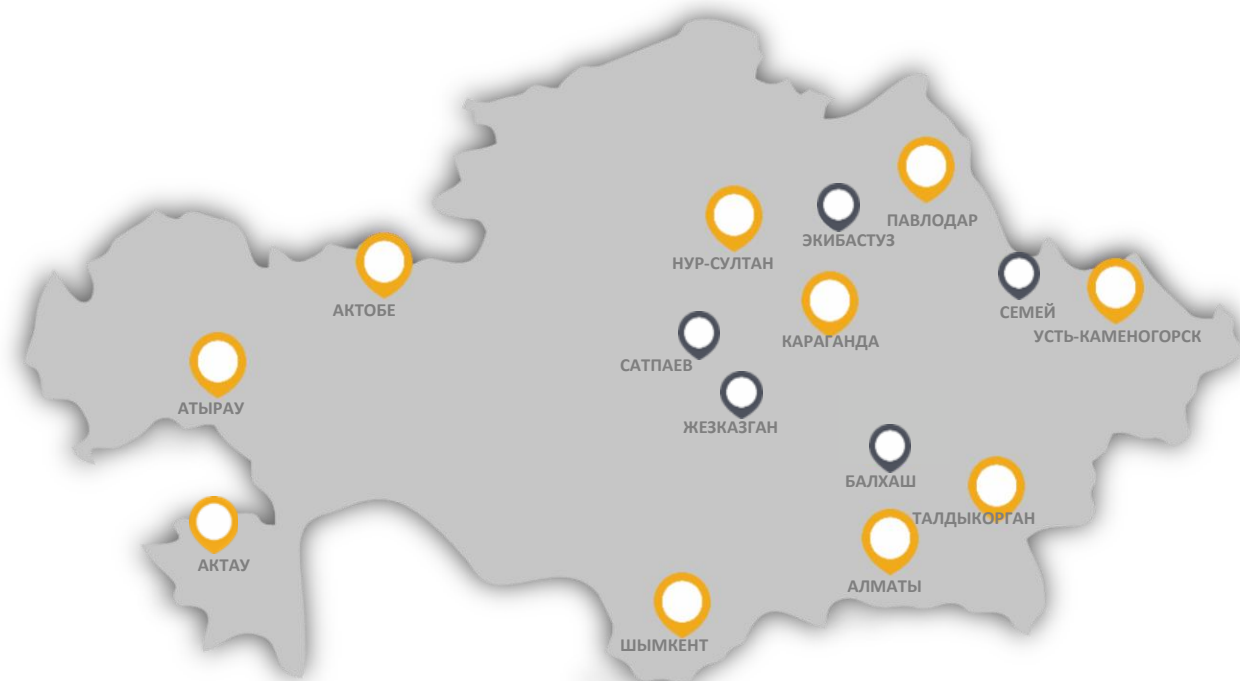 ПАВЛОДАР
ЭКИБАСТУЗ
НУР-СУЛТАН
АКТОБЕ
СЕМЕЙ
УСТЬ-КАМЕНОГОРСК
КАРАГАНДА
САТПАЕВ
АТЫРАУ
ЖЕЗКАЗГАН
БАЛХАШ
ТАЛДЫКОРГАН
АКТАУ
АЛМАТЫ
ШЫМКЕНТ